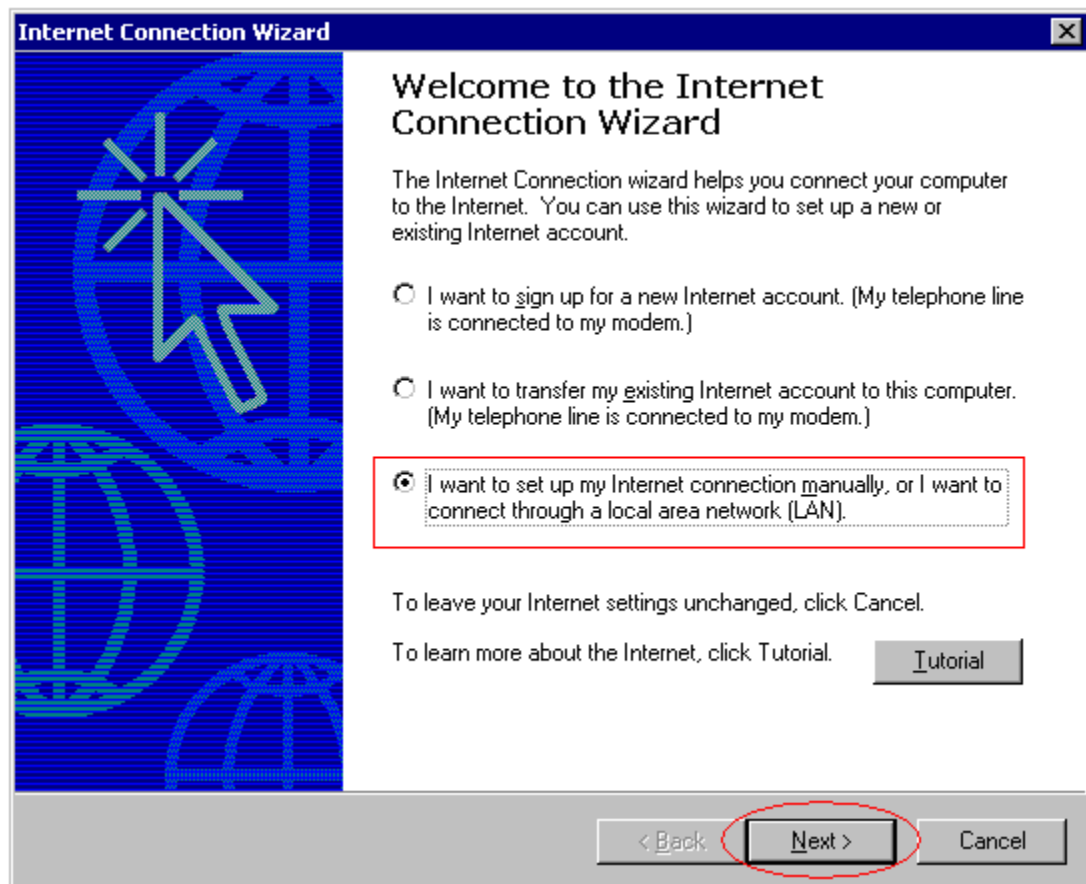 Internet Connection Wizard
Welcome to the Internet
Connection Wizard
The Internet Connection wizard helps you connect your computer
to the Internet.  You can use this wizard to set up a new or
existing Internet account.
I want to sign up for a new Internet account. (My telephone line
is connected to my modem.)
I want to transfer my existing Internet account to this computer.
(My telephone line is connected to my modem.)
I want to set up my Internet connection manually, or I want to
connect through a local area network (LAN).
To leave your Internet settings unchanged, click Cancel.
To learn more about the Internet, click Tutorial.
Tutorial
< Back
Next >
Cancel